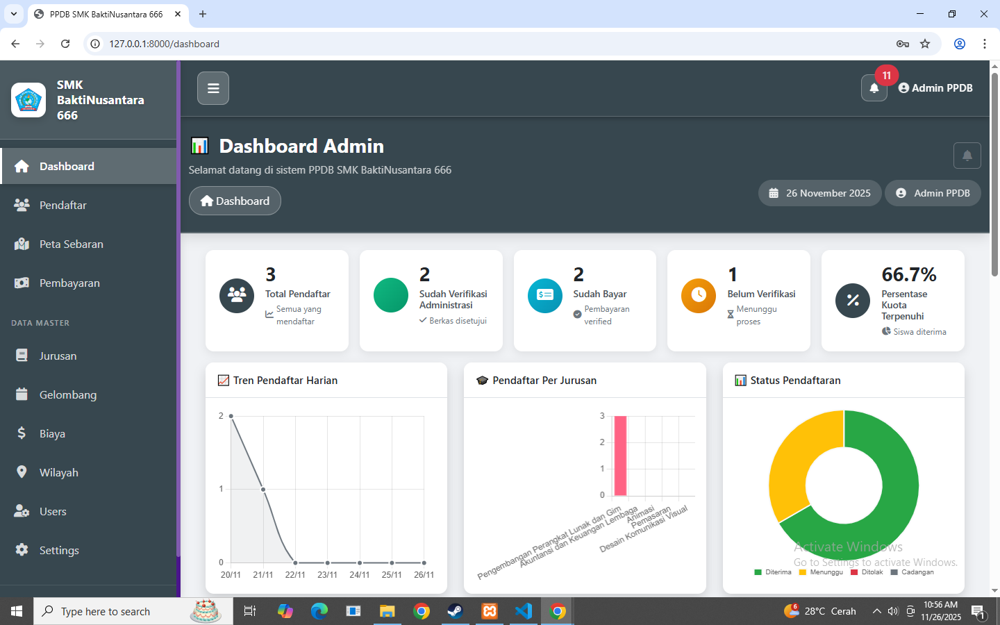 PPDB SMK BaktiNusantara 666
127.0.0.1:8000/dashboard
SMK
BaktiNusantara
666
11
Admin PPDB
Dashboard
Pendaftar
Peta Sebaran
Pembayaran
DATA MASTER
Jurusan
Gelombang
Biaya
Wilayah
Users
Settings
Dashboard Admin
Selamat datang di sistem PPDB SMK BaktiNusantara 666
Dashboard
26 November 2025
Admin PPDB
3
Total Pendaftar
Semua yang
mendaftar
2
Sudah Verifikasi
Administrasi
Berkas disetujui
2
Sudah Bayar
Pembayaran
verified
1
Belum Verifikasi
Menunggu
proses
66.7%
Persentase
Kuota
Terpenuhi
Siswa diterima
Tren Pendaftar Harian
2
1
0
20/11 21/11 22/11 23/11 24/11 25/11 26/11
Pendaftar Per Jurusan
3
2
1
0
Pengembangan Perangkat Lunak dan Gim
Akuntansi dan Keuangan Lembaga
Animasi
Pemasaran
Desain Komunikasi Visual
Status Pendaftaran
Diterima Menunggu Ditolak Cadangan
Activate Windows
Go to Settings to activate Windows.
Type here to search
6
28°C Cerah
10:56 AM
11/26/2025
1